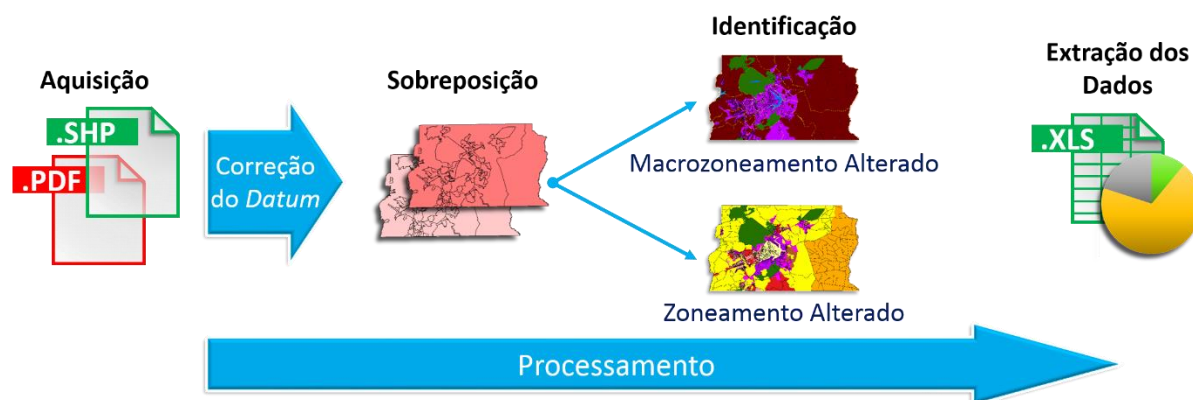 Aquisição
.SHP
.PDF
Correção
do Datum
Sobreposição
Identificação
Macrozoneamento Alterado
Zoneamento Alterado
Extração dos
Dados
.XLS
Processamento